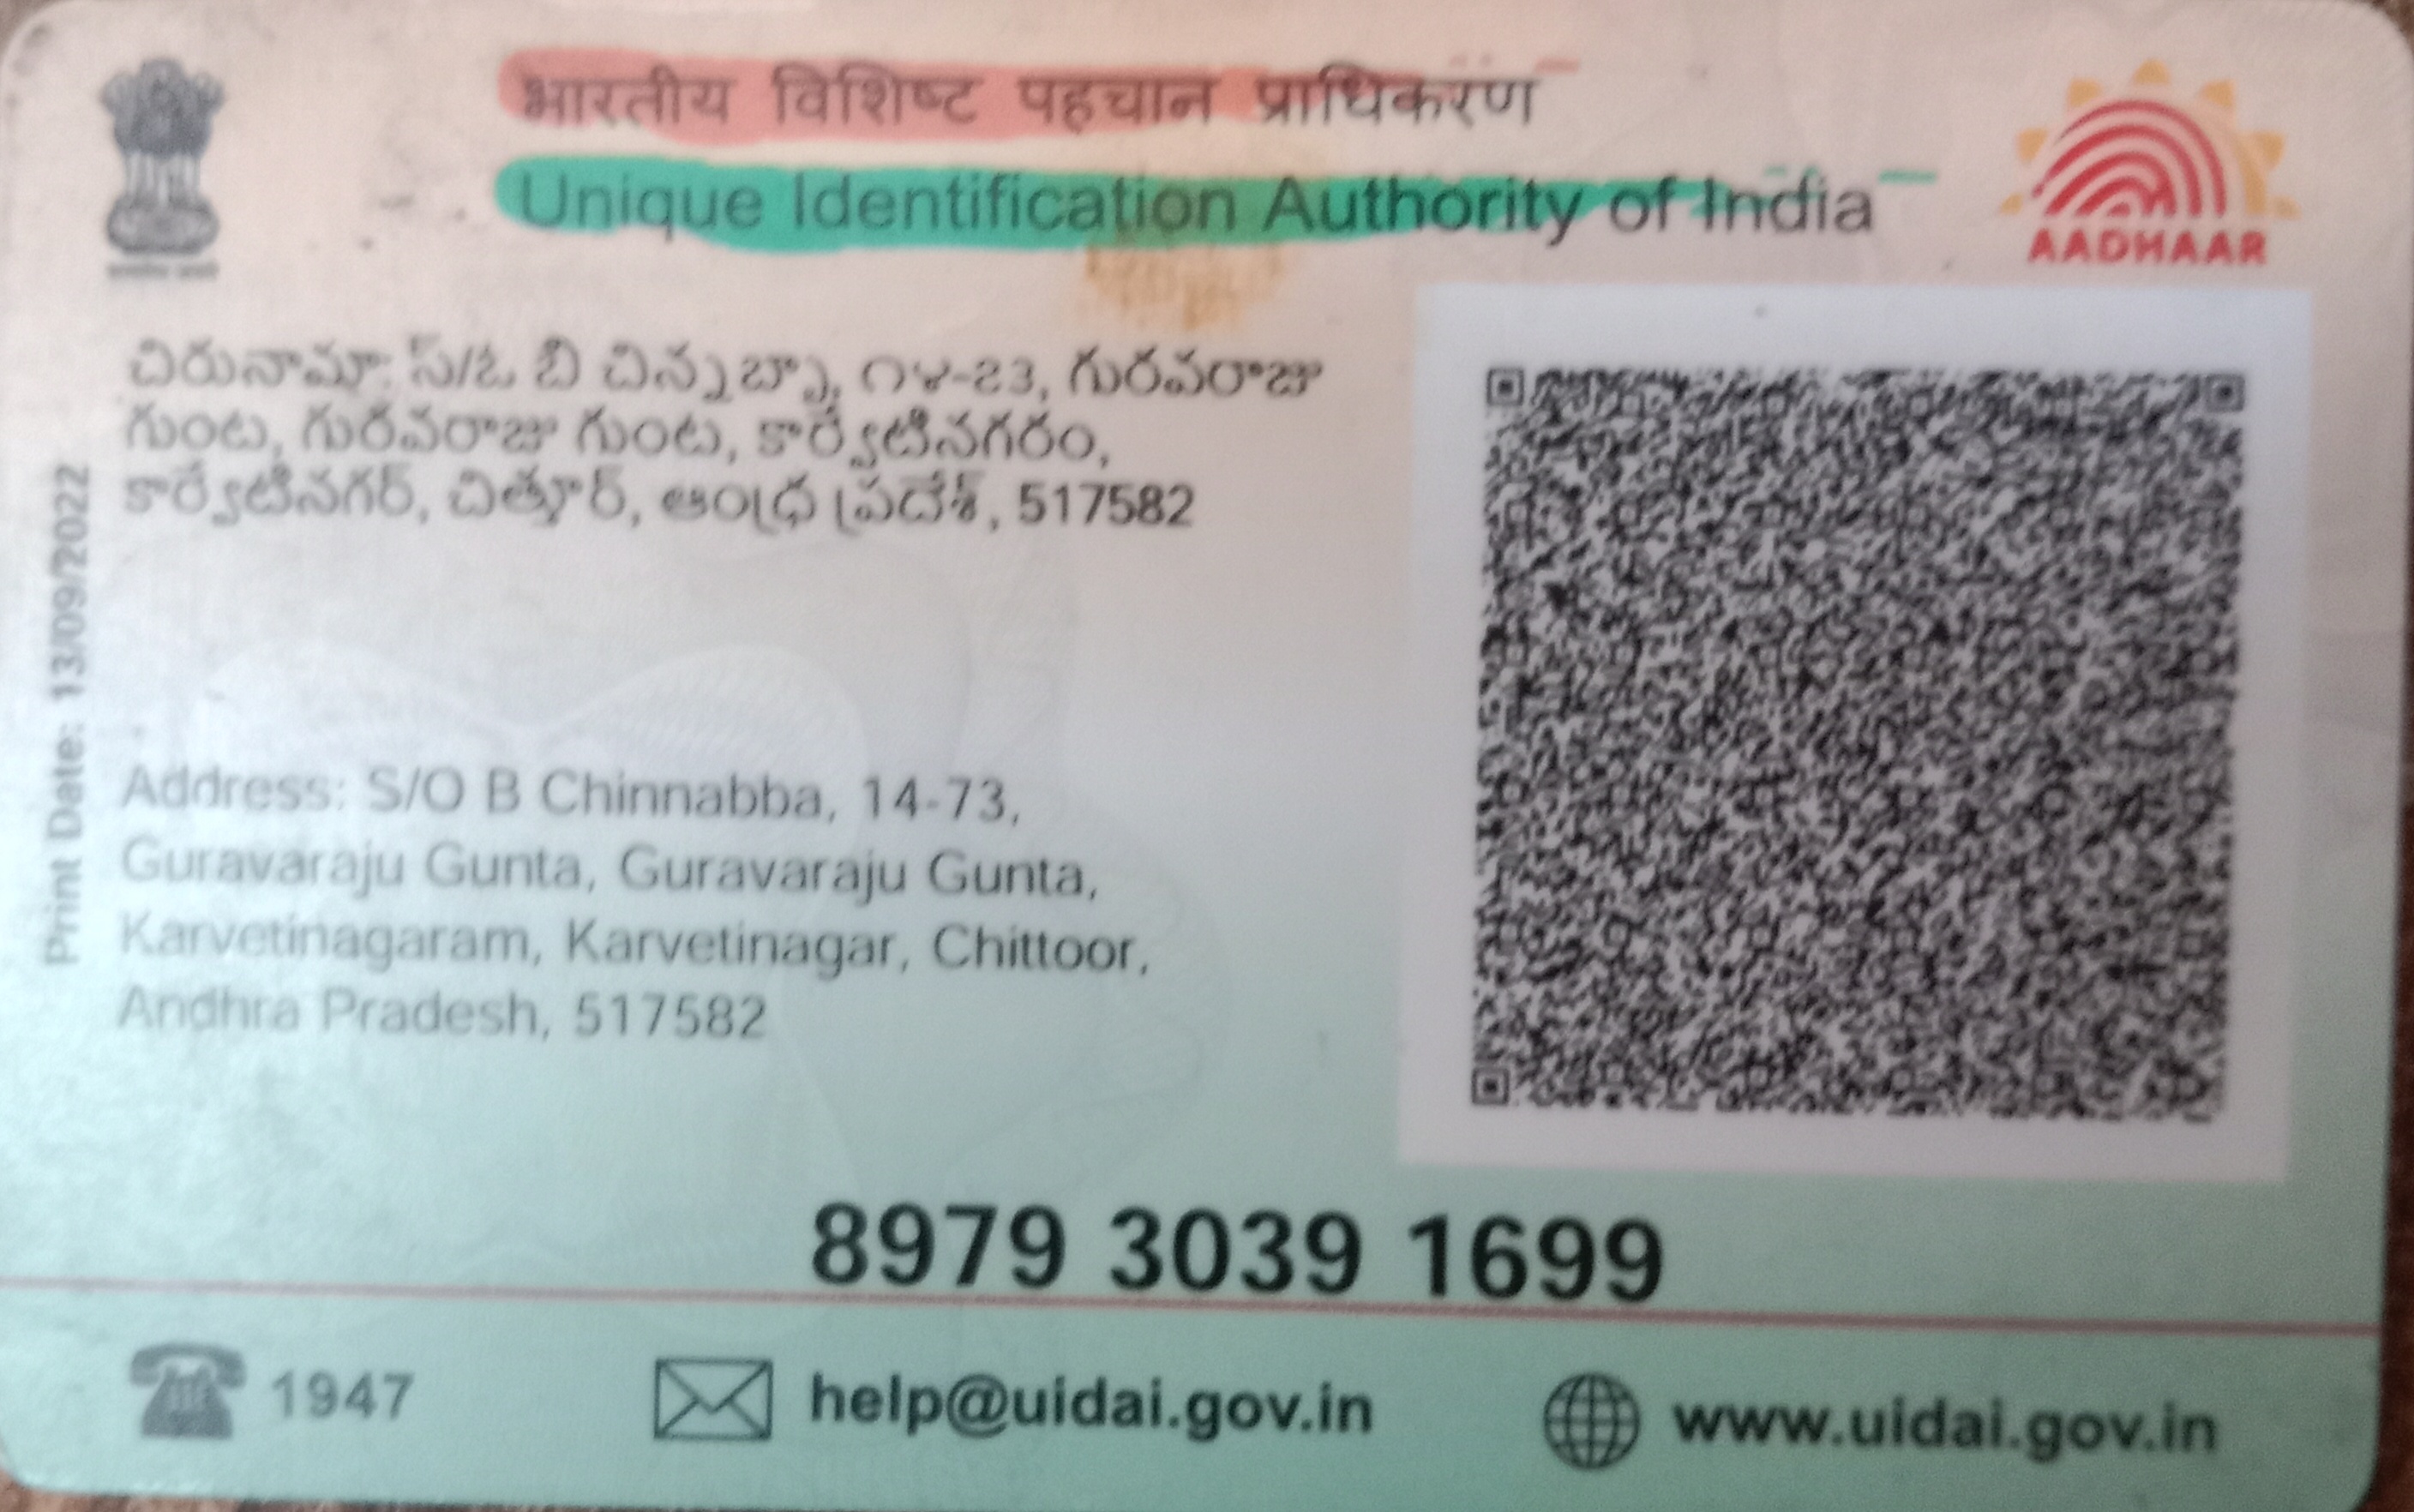 भारतीय विशिष्ट पहचान प्राधिकरण
Unique Identification Authority of India
AADHAAR
చిరునామా: స్/ఓ బి చిన్నబ్బా, ౧౪-౭3, గురవరాజు
గుంట, గురవరాజు గుంట, కార్వేటినగరం,
కార్వేటినగర్, చిత్తూర్, ఆంధ్ర ప్రదేశ్, 517582
Print Date: 13/09/2022
Address: S/O B Chinnabba, 14-73,
Guravaraju Gunta, Guravaraju Gunta,
Karvetinagaram, Karvetinagar, Chittoor,
Andhra Pradesh, 517582
8979 3039 1699
1947
help@uidai.gov.in
www.uidai.gov.in